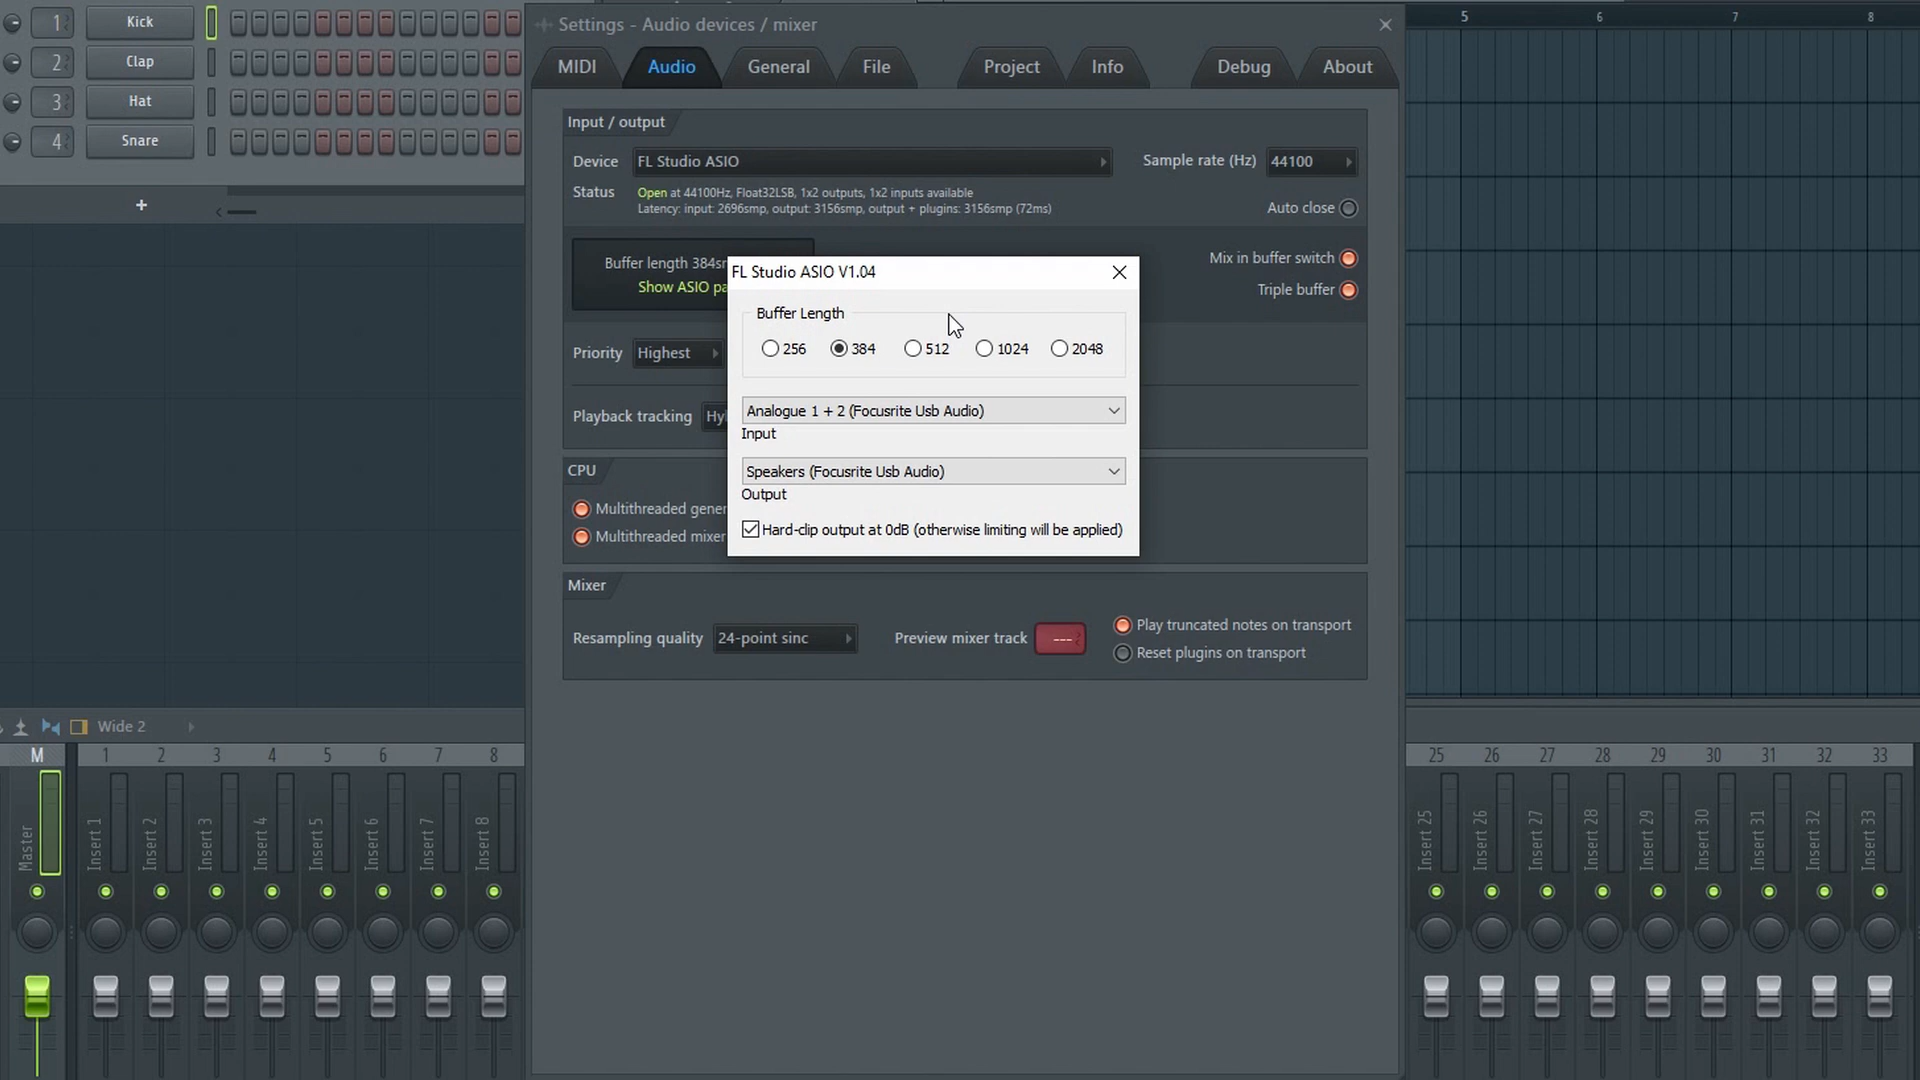 Settings - Audio devices / mixer
MIDI
Audio
General
File
Project
Info
Debug
About
1 Kick
2 Clap
3 Hat
4 Snare
+
5 6 7 8
Input / output
Device FL Studio ASIO
Sample rate (Hz) 44100
Status
Open at 44100Hz, Float32LSB, 1x2 outputs, 1x2 inputs available
Latency: input: 2696smp, output: 3156smp, output + plugins: 3156smp (72ms)
Auto close
Buffer length 384
Show ASIO
Mix in buffer switch
Triple buffer
Priority Highest
Playback tracking
FL Studio ASIO V1.04
Buffer Length
256 384 512 1024 2048
Analogue 1 + 2 (Focusrite Usb Audio)
Input
Speakers (Focusrite Usb Audio)
Output
Hard-clip output at 0dB (otherwise limiting will be applied)
CPU
Multithreaded
Multithreaded mixer
Mixer
Resampling quality 24-point sinc
Preview mixer track ---
Play truncated notes on transport
Reset plugins on transport
Wide 2
M 1 2 3 4 5 6 7 8
25 26 27 28 29 30 31 32 33
Master
Insert 1
Insert 2
Insert 3
Insert 4
Insert 5
Insert 6
Insert 7
Insert 8
Insert 25
Insert 26
Insert 27
Insert 28
Insert 29
Insert 30
Insert 31
Insert 32
Insert 33